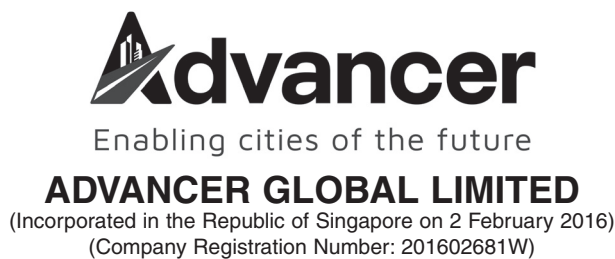 Advancer
Enabling cities of the future
ADVANCER GLOBAL LIMITED
(Incorporated in the Republic of Singapore on 2 February 2016)
(Company Registration Number: 201602681W)